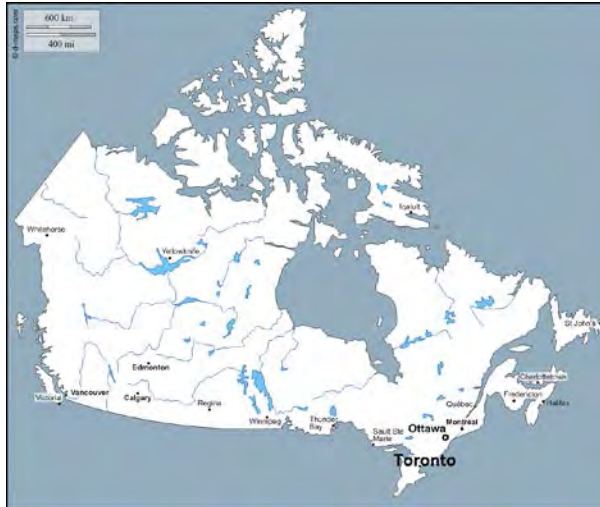 600 km
400 mi
© d-maps.com
Iqaluit
Whitehorse
Yellowknife
St John's
Edmonton
Charlottetown
Victoria
Vancouver
Calgary
Fredericton
Québec
Halifax
Regina
Winnipeg
Thunder
Bay
Ottawa
Montréal
Sault Ste
Marie
Toronto